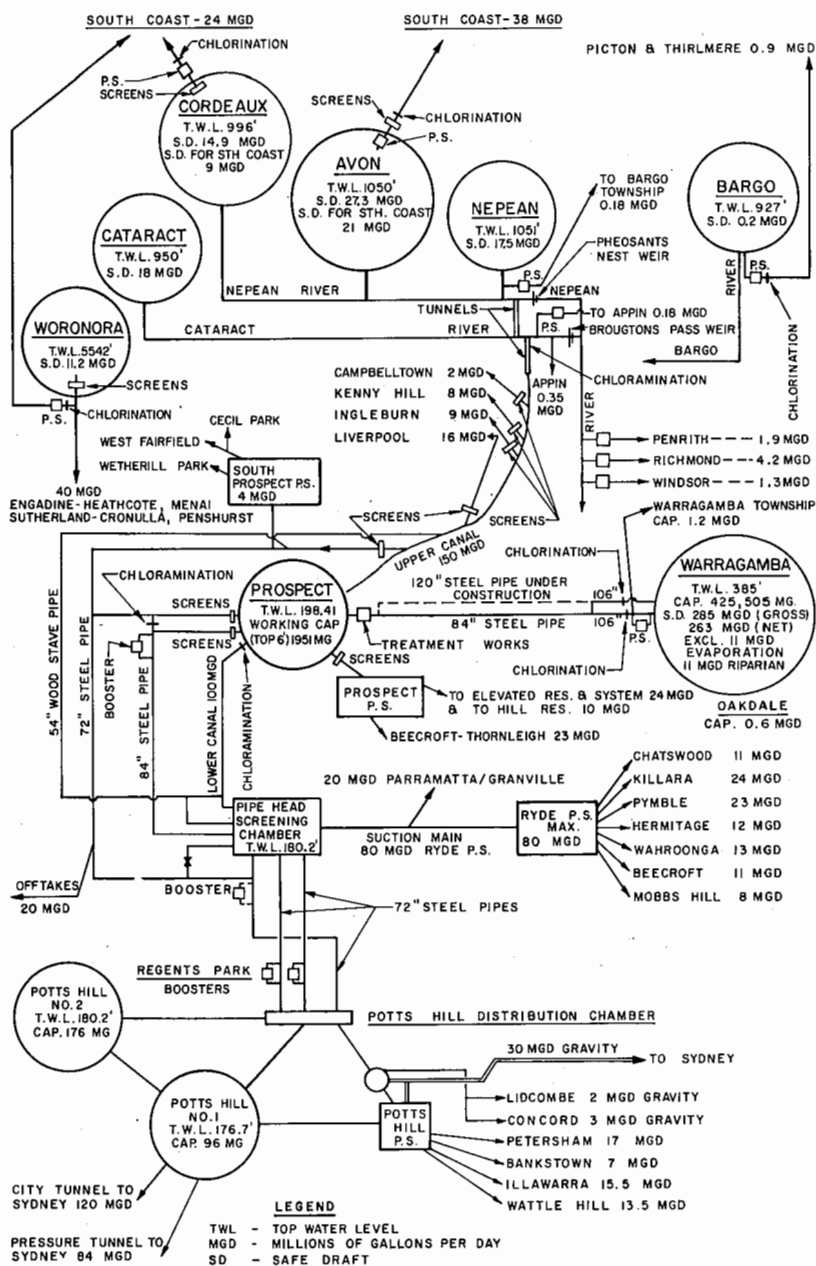 SOUTH COAST-24 MGD
SOUTH COAST-38 MGD
PICTON & THIRLMERE 0.9 MGD
CHLORINATION
P.S.
SCREENS
CORDEAUX
T.W.L. 996'
S.D. 14.9 MGD
S.D. FOR STH COAST
9 MGD
SCREENS
CHLORINATION
P.S.
AVON
T.W.L. 1050'
S.D. 27.3 MGD
S.D. FOR STH. COAST
21 MGD
NEPEAN
T.W.L. 1051'
S.D. 17.5 MGD
TO BARGO
TOWNSHIP
0.18 MGD
PHEOSANTS
NEST WEIR
BARGO
T.W.L. 927'
S.D. 0.2 MGD
CATARACT
T.W.L. 950'
S.D. 18 MGD
P.S.
NEPEAN RIVER
NEPEAN
RIVER
P.S.
CHLORINATION
TUNNELS
TO APPIN 0.18 MGD
CATARACT RIVER
P.S.
BROUGTONS PASS WEIR
BARGO
WORONORA
T.W.L. 5542'
S.D. 11.2 MGD
SCREENS
CHLORINATION
P.S.
40 MGD
ENGADINE-HEATHCOTE, MENAI
SUTHERLAND-CRONULLA, PENSHURST
CAMPBELLTOWN 2 MGD
KENNY HILL 8 MGD
INGLEBURN 9 MGD
LIVERPOOL 16 MGD
APPIN
0.35
MGD
CHLORAMINATION
RIVER
PENRITH --- 1.9 MGD
RICHMOND --- 4.2 MGD
WINDSOR --- 1.3 MGD
CECIL PARK
WEST FAIRFIELD
WETHERILL PARK
SOUTH
PROSPECT P.S.
4 MGD
SCREENS
SCREENS
UPPER CANAL
150 MGD
WARRAGAMBA TOWNSHIP
CAP. 1.2 MGD
CHLORINATION
120" STEEL PIPE UNDER
CONSTRUCTION
106"
84" STEEL PIPE
106"
P.S.
CHLORINATION
WARRAGAMBA
T.W.L. 385'
CAP. 425,505 MG.
S.D. 285 MGD (GROSS)
263 MGD (NET)
EXCL. 11 MGD
EVAPORATION
11 MGD RIPARIAN
OAKDALE
CAP. 0.6 MGD
CHLORAMINATION
SCREENS
SCREENS
PROSPECT
T.W.L. 198.41
WORKING CAP
(TOP 6') 1951 MG
TREATMENT WORKS
SCREENS
PROSPECT
P.S.
TO ELEVATED RES. & SYSTEM 24 MGD
& TO HILL RES. 10 MGD
BEECROFT-THORNLEIGH 23 MGD
54" WOOD STAVE PIPE
72" STEEL PIPE
BOOSTER
84" STEEL PIPE
LOWER CANAL 100MGD
CHLORAMINATION
PIPE HEAD
SCREENING
CHAMBER
T.W.L. 180.2'
20 MGD PARRAMATTA/GRANVILLE
SUCTION MAIN
80 MGD RYDE P.S.
RYDE P.S.
MAX.
80 MGD
CHATSWOOD 11 MGD
KILLARA 24 MGD
PYMBLE 23 MGD
HERMITAGE 12 MGD
WAHROONGA 13 MGD
BEECROFT 11 MGD
MOBBS HILL 8 MGD
OFFTAKES
20 MGD
BOOSTER
72" STEEL PIPES
REGENTS PARK
BOOSTERS
POTTS HILL
NO.2
T.W.L. 180.2'
CAP. 176 MG
POTTS HILL DISTRIBUTION CHAMBER
30 MGD GRAVITY
TO SYDNEY
LIDCOMBE 2 MGD GRAVITY
CONCORD 3 MGD GRAVITY
PETERSHAM 17 MGD
BANKSTOWN 7 MGD
ILLAWARRA 15.5 MGD
WATTLE HILL 13.5 MGD
POTTS HILL
NO.1
T.W.L. 176.7'
CAP. 96 MG
POTTS
HILL
P.S.
CITY TUNNEL TO
SYDNEY 120 MGD
PRESSURE TUNNEL TO
SYDNEY 84 MGD
LEGEND
TWL - TOP WATER LEVEL
MGD - MILLIONS OF GALLONS PER DAY
SD - SAFE DRAFT